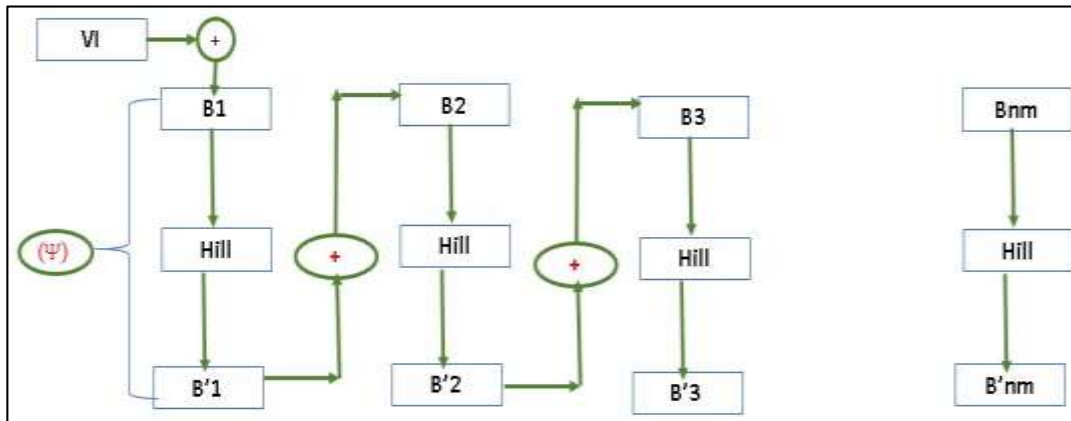 VI
+
B1
B2
B3
Bnm
(Ψ)
Hill
+
Hill
+
Hill
Hill
B'1
B'2
B'3
B'nm